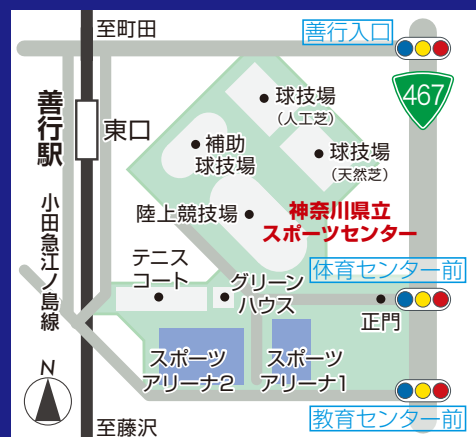 至町田
善行入口
467
善行駅
東口
小田急江ノ島線
球技場
(人工芝)
補助
球技場
球技場
(天然芝)
陸上競技場
神奈川県立
スポーツセンター
テニス
コート
グリーン
ハウス
体育センター前
正門
スポーツ
アリーナ2
スポーツ
アリーナ1
N
至藤沢
教育センター前